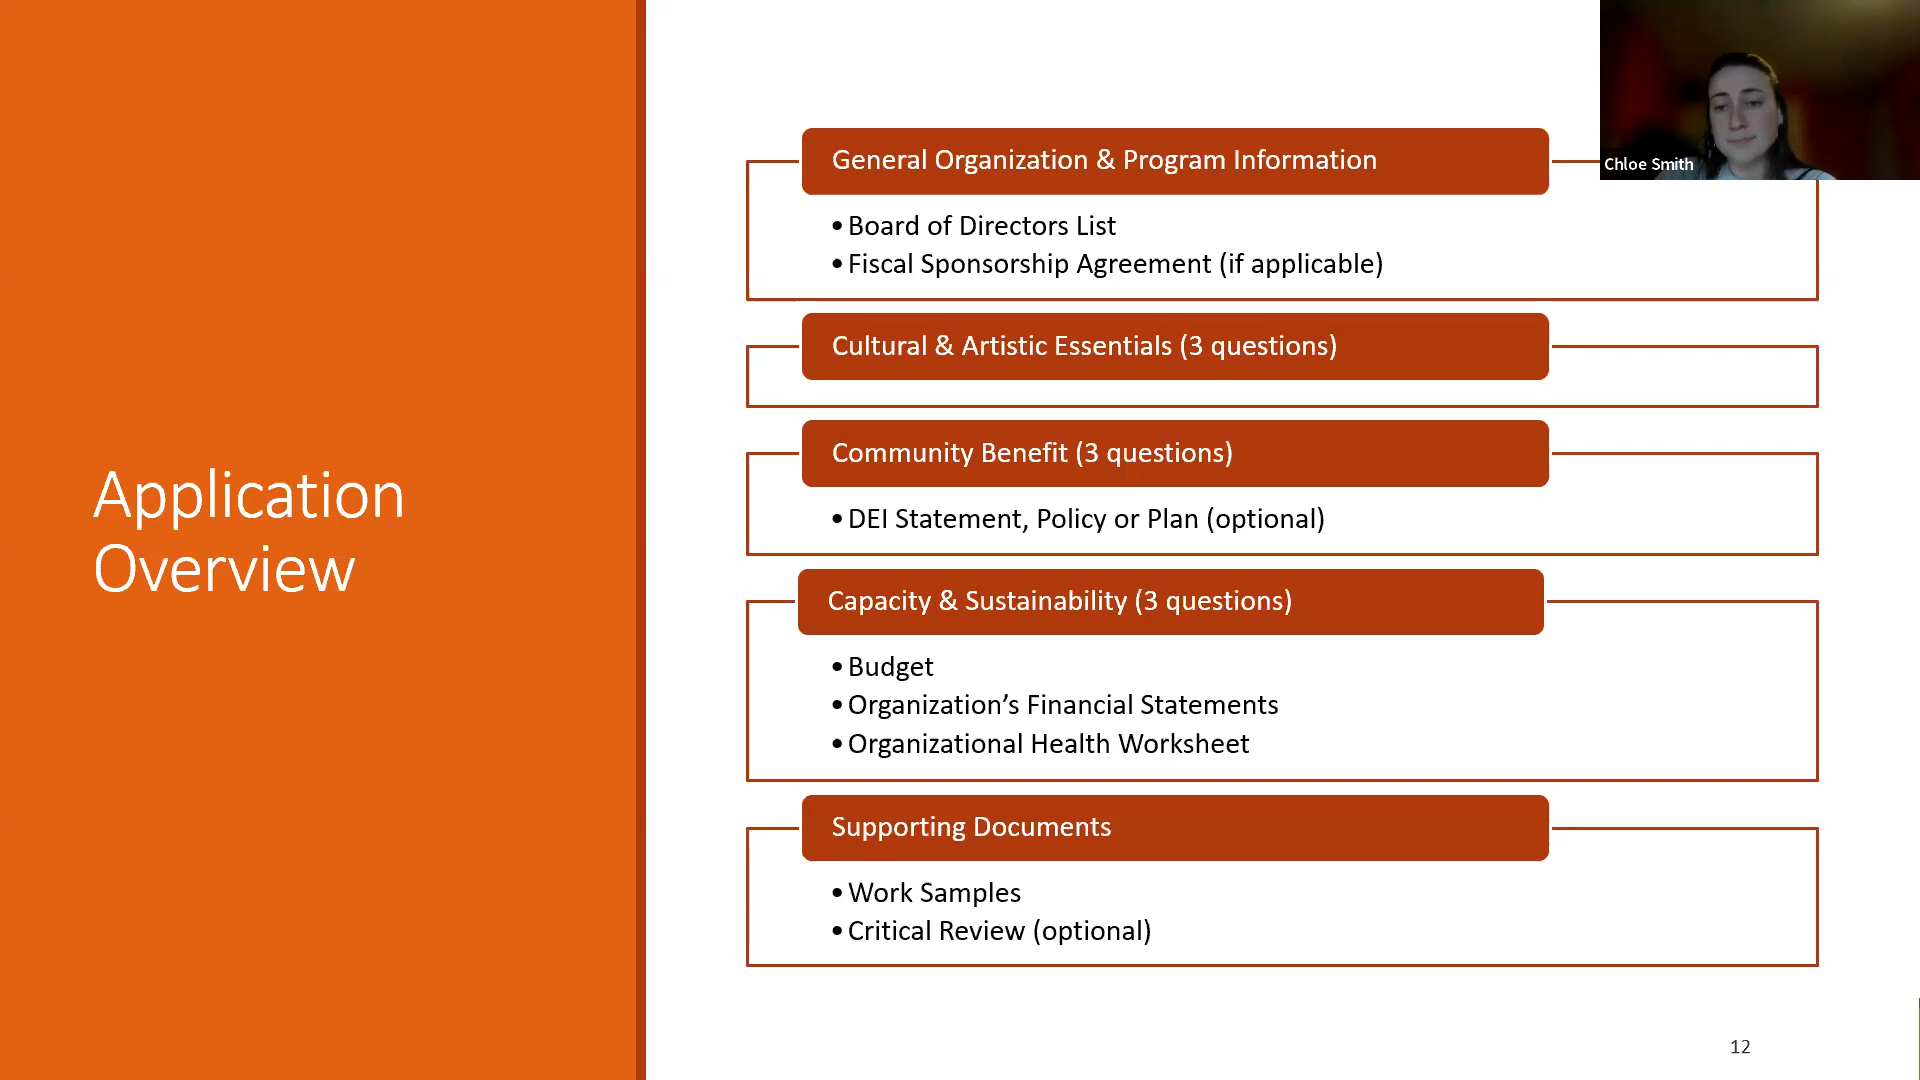 Application
Overview
General Organization & Program Information
•Board of Directors List
•Fiscal Sponsorship Agreement (if applicable)
Cultural & Artistic Essentials (3 questions)
Community Benefit (3 questions)
•DEI Statement, Policy or Plan (optional)
Capacity & Sustainability (3 questions)
•Budget
•Organization’s Financial Statements
•Organizational Health Worksheet
Supporting Documents
•Work Samples
•Critical Review (optional)
Chloe Smith
12